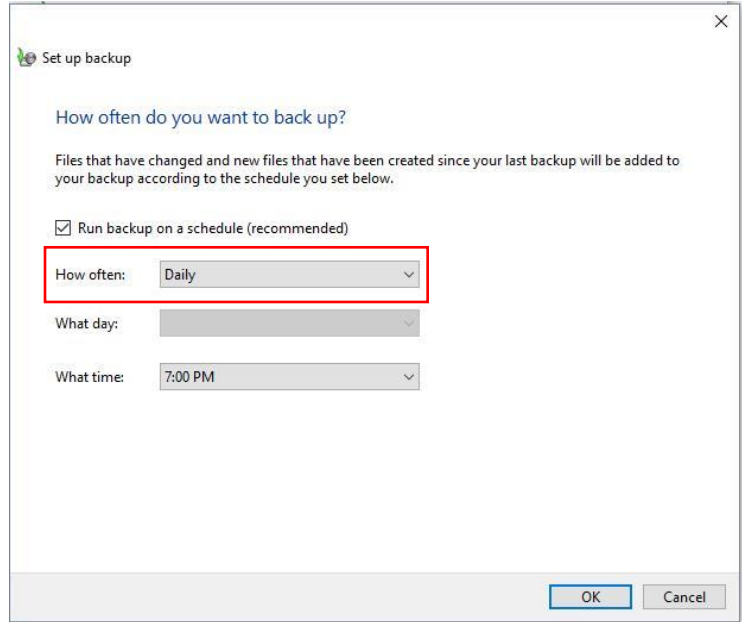 Set up backup
How often do you want to back up?
Files that have changed and new files that have been created since your last backup will be added to
your backup according to the schedule you set below.
Run backup on a schedule (recommended)
How often: Daily
What day:
What time: 7:00 PM
OK Cancel